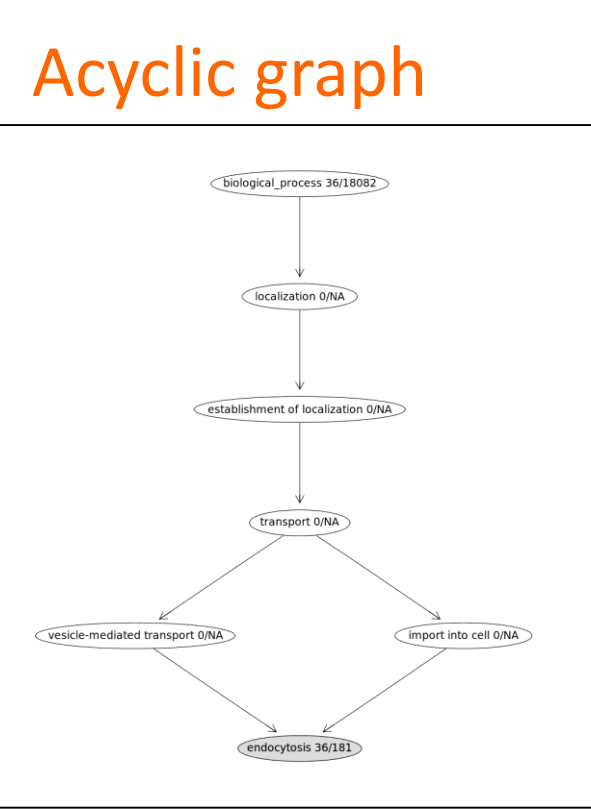 Acyclic graph
biological_process 36/18082
localization 0/NA
establishment of localization 0/NA
transport 0/NA
vesicle-mediated transport 0/NA
import into cell 0/NA
endocytosis 36/181